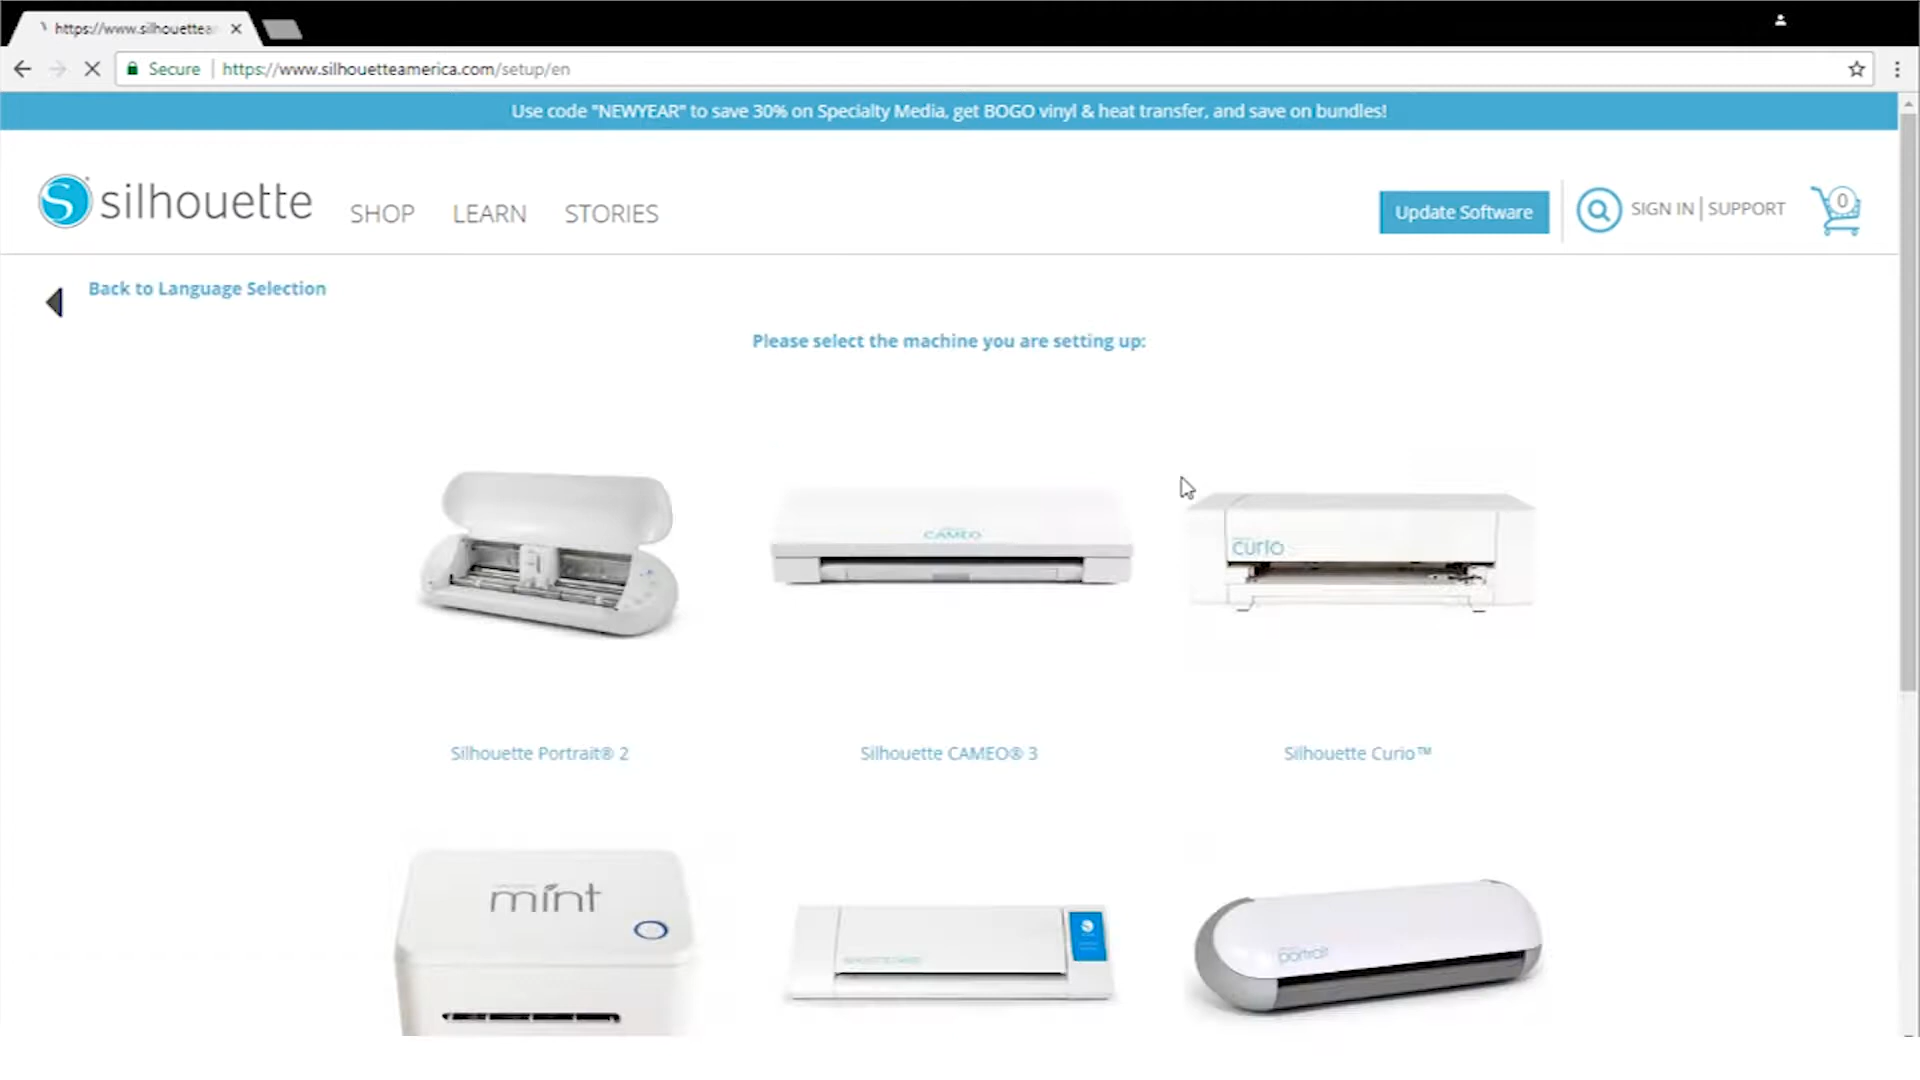 https://www.silhouettea
Secure https://www.silhouetteamerica.com/setup/en
Use code "NEWYEAR" to save 30% on Specialty Media, get BOGO vinyl & heat transfer, and save on bundles!
silhouette
SHOP LEARN STORIES
Update Software
SIGN IN | SUPPORT
0
Back to Language Selection
Please select the machine you are setting up:
CAMEO
curio
Silhouette Portrait® 2
Silhouette CAMEO® 3
Silhouette Curio™
mint
portrait